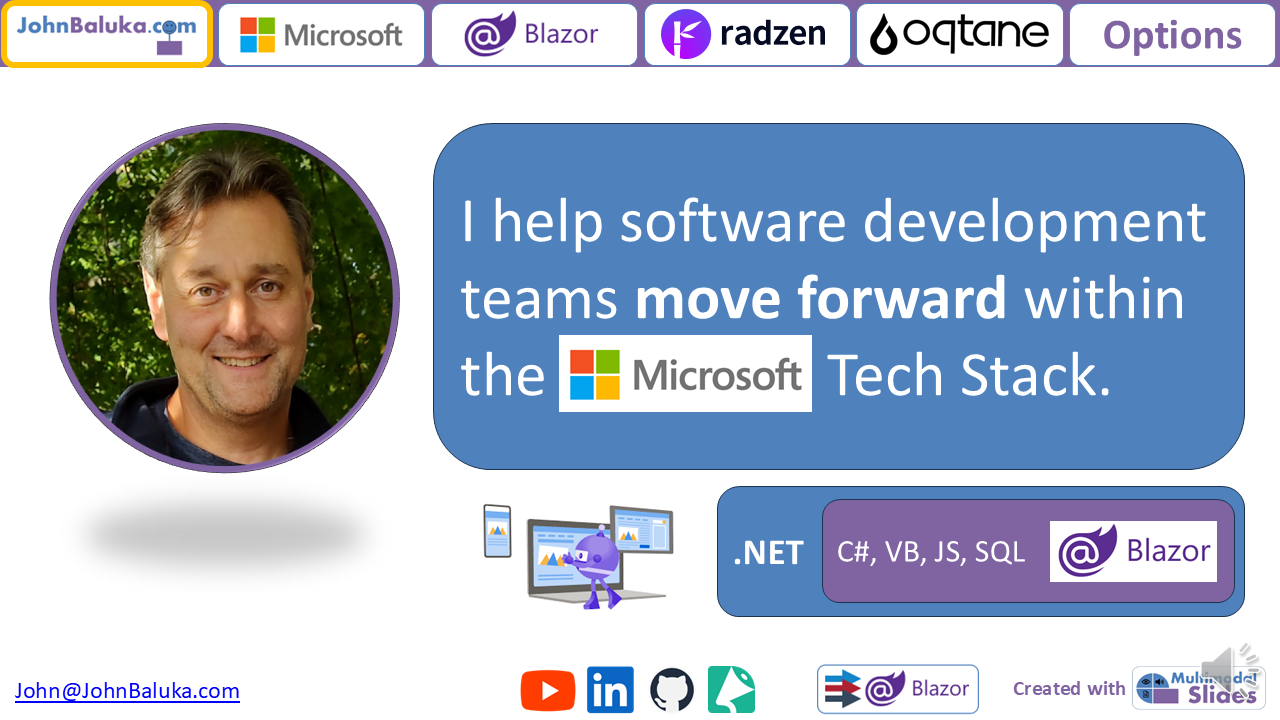 JohnBaluka.com
Microsoft
@ Blazor
radzen
oqtane
Options
I help software development
teams move forward within
the Microsoft Tech Stack.
.NET
C#, VB, JS, SQL
@ Blazor
John@JohnBaluka.com
in
@ Blazor
Created with
Multimodal
Slides